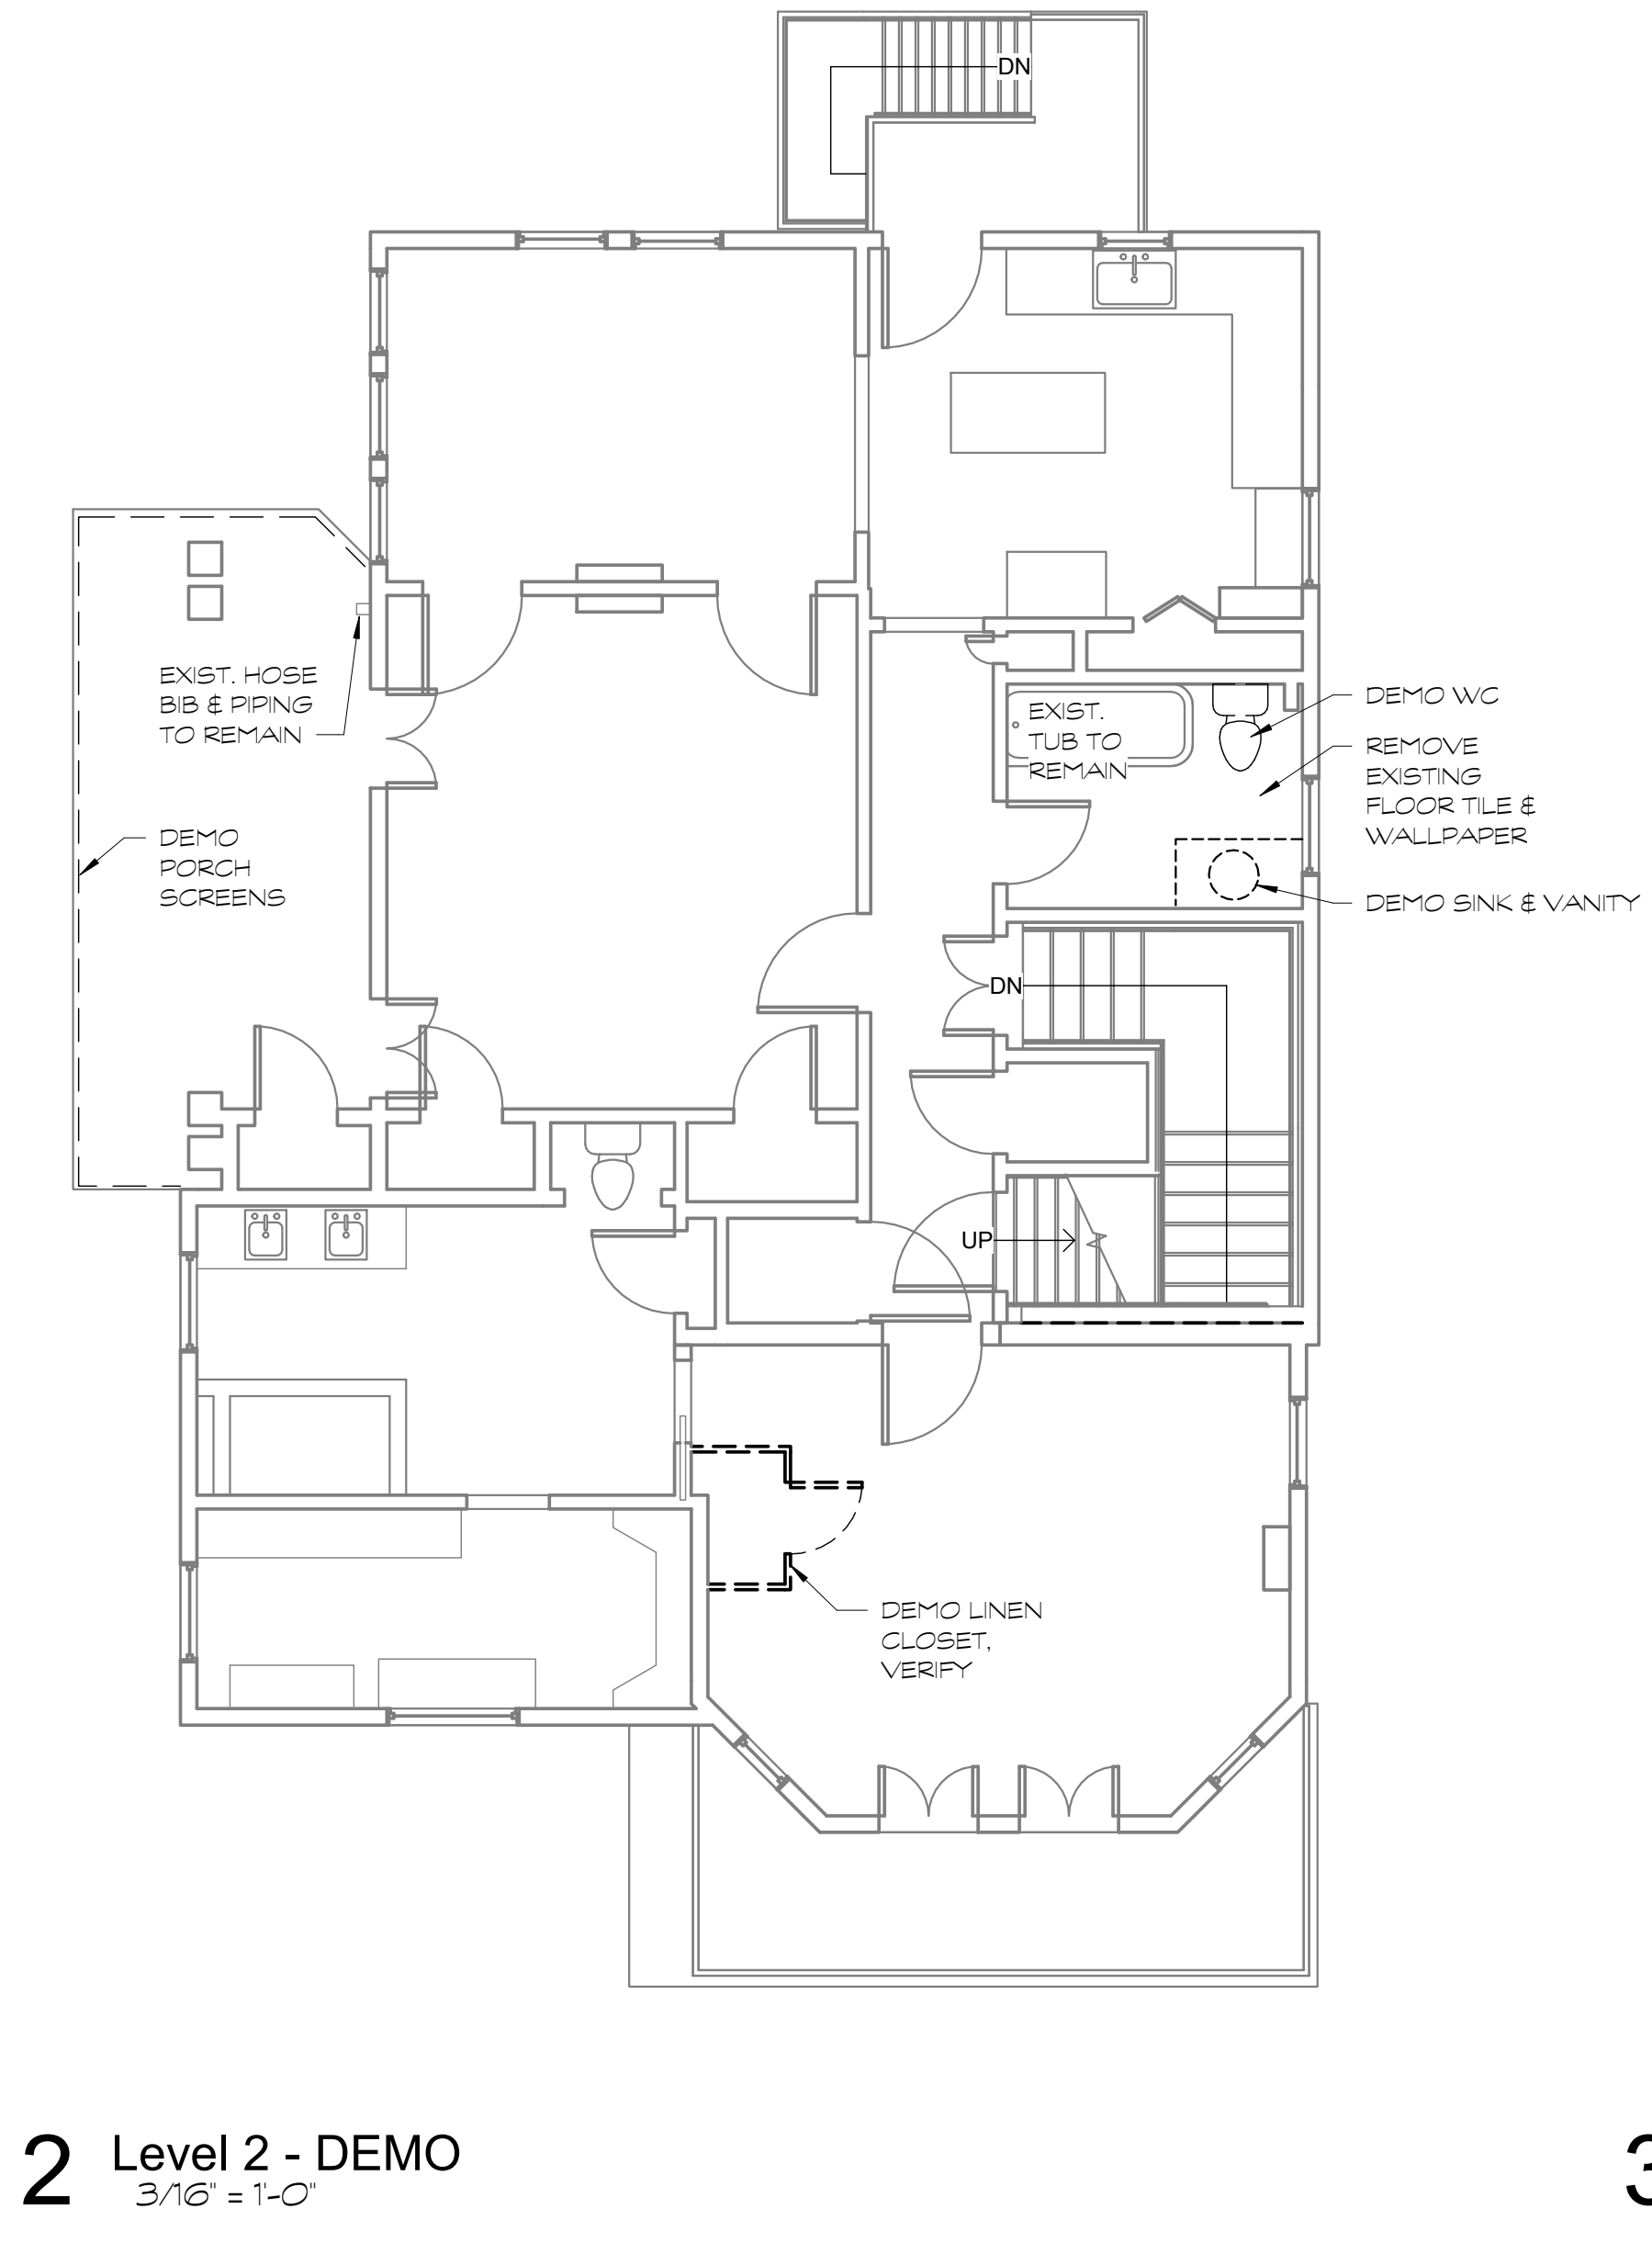 DN
EXIST. HOSE
BIB & PIPING
TO REMAIN
EXIST.
TUB TO
REMAIN
DEMO WC
REMOVE
EXISTING
FLOOR TILE &
WALLPAPER
DEMO
PORCH
SCREENS
DEMO SINK & VANITY
DN
UP
DEMO LINEN
CLOSET,
VERIFY
2 Level 2 - DEMO
3/16" = 1'-0"
3